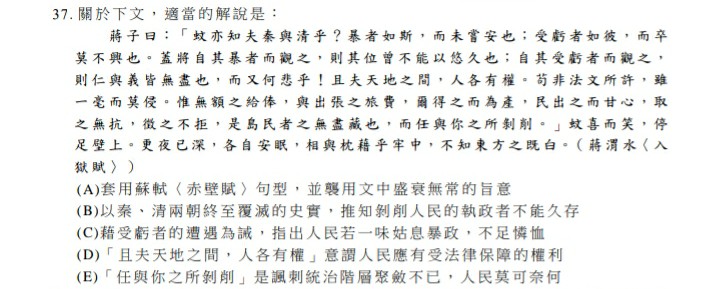 37. 關於下文，適當的解說是：
蔣子曰：「蚊亦知夫秦與清乎？暴者如斯，而未嘗安也；受虧者如彼，而卒
莫不興也。蓋將自其暴者而觀之，則其位曾不能以悠久也；自其受虧者而觀之，
則仁與義皆無盡也，而又何悲乎！且夫天地之間，人各有權。苟非法文所許，雖
一毫而莫侵。惟無額之給俸，與出張之旅費，爾得之而為產，民出之而甘心，取
之無抗，徵之不拒，是島民者之無盡藏也，而任與你之所剝削。」蚊喜而笑，停
足壁上。更夜已深，各自安眠，相與枕藉乎牢中，不知東方之既白。（蔣渭水〈入
獄賦〉）
(A)套用蘇軾〈赤壁賦〉句型，並襲用文中盛衰無常的旨意
(B)以秦、清兩朝終至覆滅的史實，推知剝削人民的執政者不能久存
(C)藉受虧者的遭遇為誡，指出人民若一味姑息暴政，不足憐恤
(D)「且夫天地之間，人各有權」意謂人民應有受法律保障的權利
(E)「任與你之所剝削」是諷刺統治階層聚斂不已，人民莫可奈何